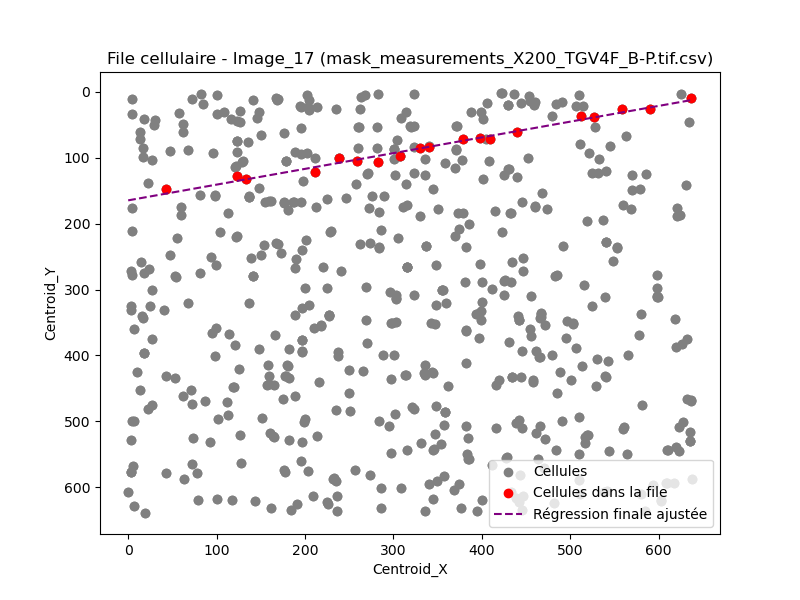 File cellulaire - Image_17 (mask_measurements_X200_TGV4F_B-P.tif.csv)
0
100
200
300
400
500
600
Centroid_Y
Cellules
Cellules dans la file
Régression finale ajustée
0 100 200 300 400 500 600
Centroid_X